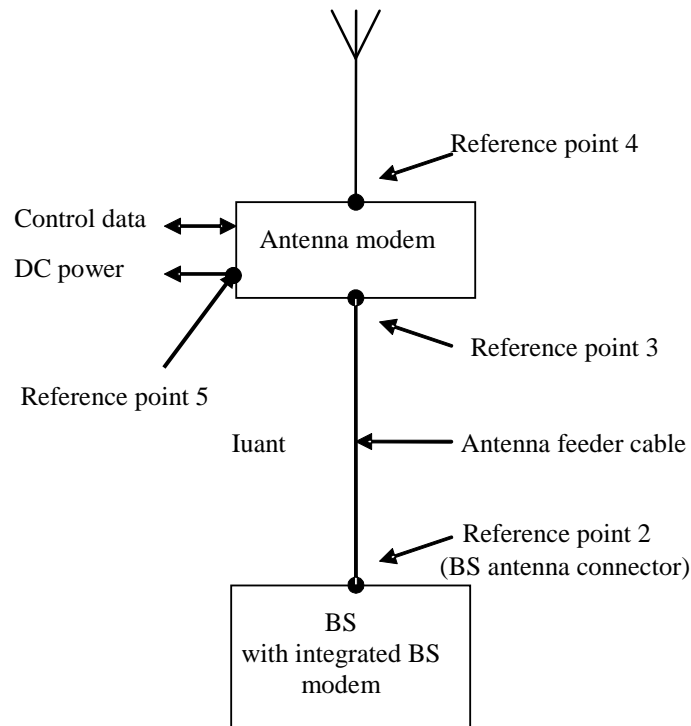 Reference point 4
Control data
Antenna modem
DC power
Reference point 3
Reference point 5
Iuant
Antenna feeder cable
Reference point 2
(BS antenna connector)
BS
with integrated BS
modem